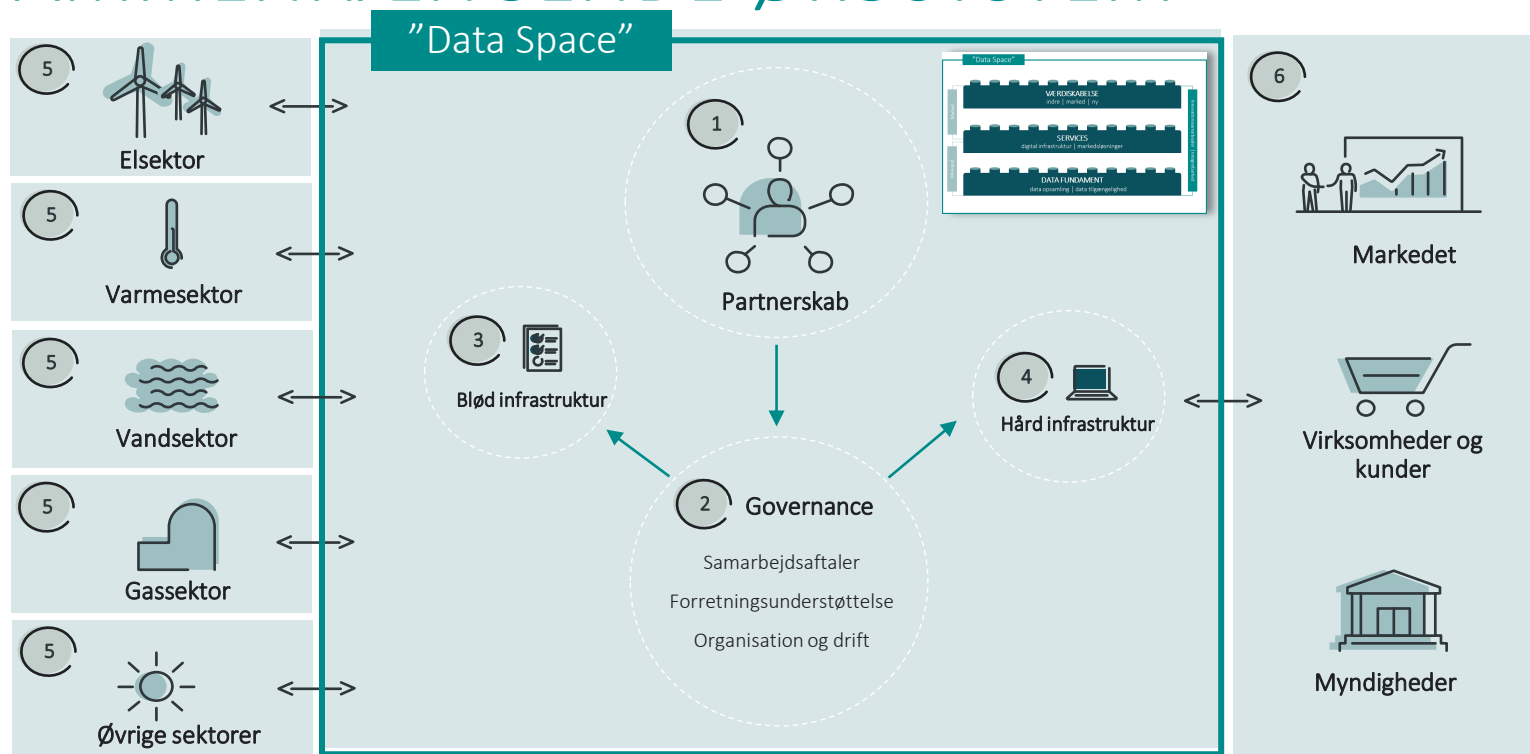 "Data Space"
5
Elsektor
5
Varmesektor
5
Vandsektor
5
Gassektor
5
Øvrige sektorer
1
Partnerskab
3
Blød infrastruktur
4
Hård infrastruktur
2 Governance
Samarbejdsaftaler
Forretningsunderstøttelse
Organisation og drift
"Data Space"
VÆRDISKABELSE
indre | marked | ny
SERVICES
digital infrastruktur | markedsløsninger
DATA FUNDAMENT
data opsamling | data tilgængelighed
6
Markedet
Virksomheder og
kunder
Myndigheder